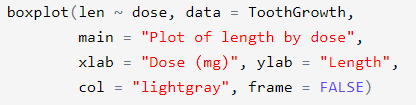 boxplot(len ~ dose, data = ToothGrowth,
        main = "Plot of length by dose",
        xlab = "Dose (mg)", ylab = "Length",
        col = "lightgray", frame = FALSE)